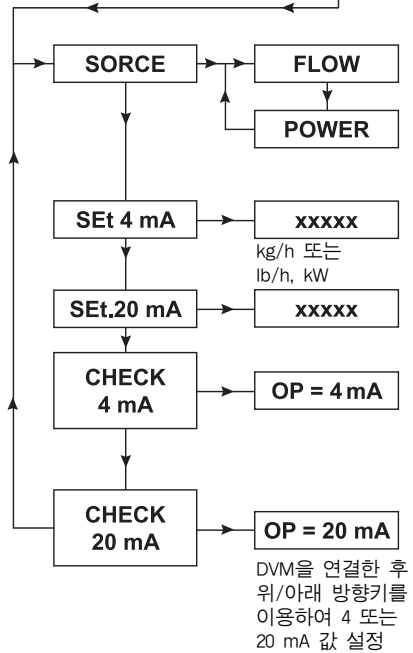 SORCE
FLOW
POWER
SEt 4 mA
xxxxx
kg/h 또는
lb/h, kW
SEt.20 mA
xxxxx
CHECK
4 mA
OP = 4 mA
CHECK
20 mA
OP = 20 mA
DVM을 연결한 후
위/아래 방향키를
이용하여 4 또는
20 mA 값 설정